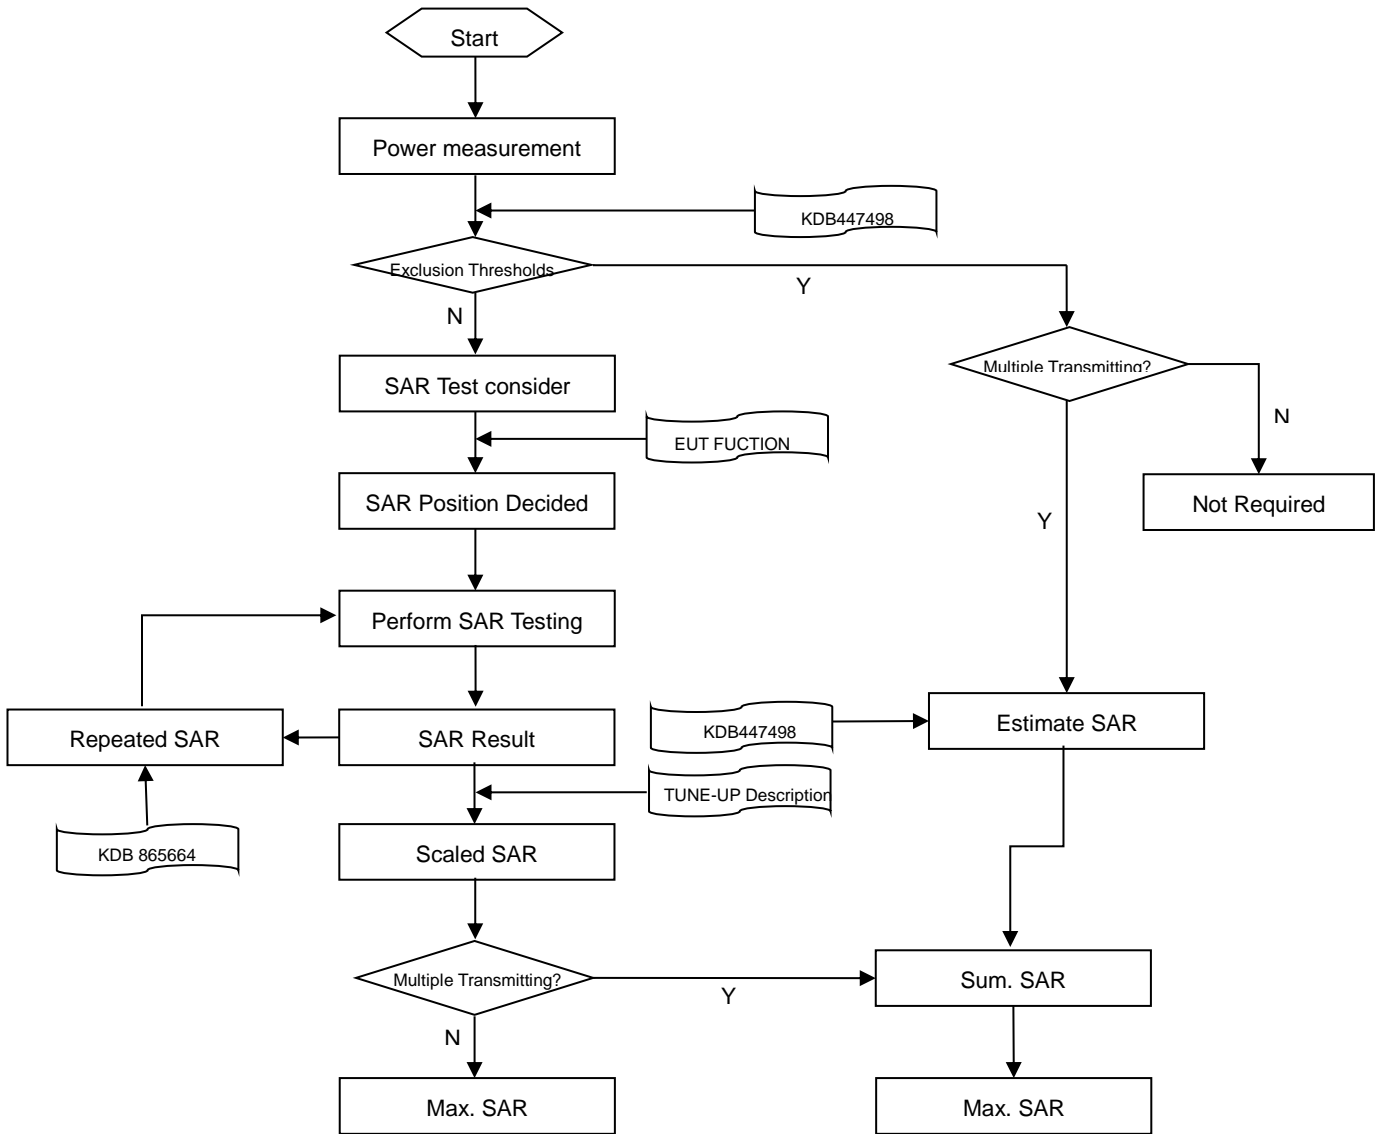 Start
Power measurement
KDB447498
Exclusion Thresholds
Y
N
Multiple Transmitting?
SAR Test consider
N
EUT FUCTION
SAR Position Decided
Not Required
Y
Perform SAR Testing
Repeated SAR
SAR Result
KDB447498
Estimate SAR
TUNE-UP Description
KDB 865664
Scaled SAR
Multiple Transmitting?
Y
Sum. SAR
N
Max. SAR
Max. SAR